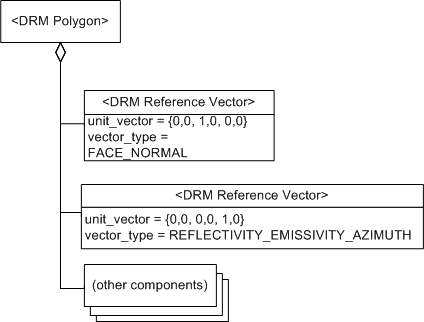 <DRM Polygon>
<DRM Reference Vector>
unit_vector = {0,0, 1,0, 0,0}
vector_type =
FACE_NORMAL
<DRM Reference Vector>
unit_vector = {0,0, 0,0, 1,0}
vector_type = REFLECTIVITY_EMISSIVITY_AZIMUTH
(other components)